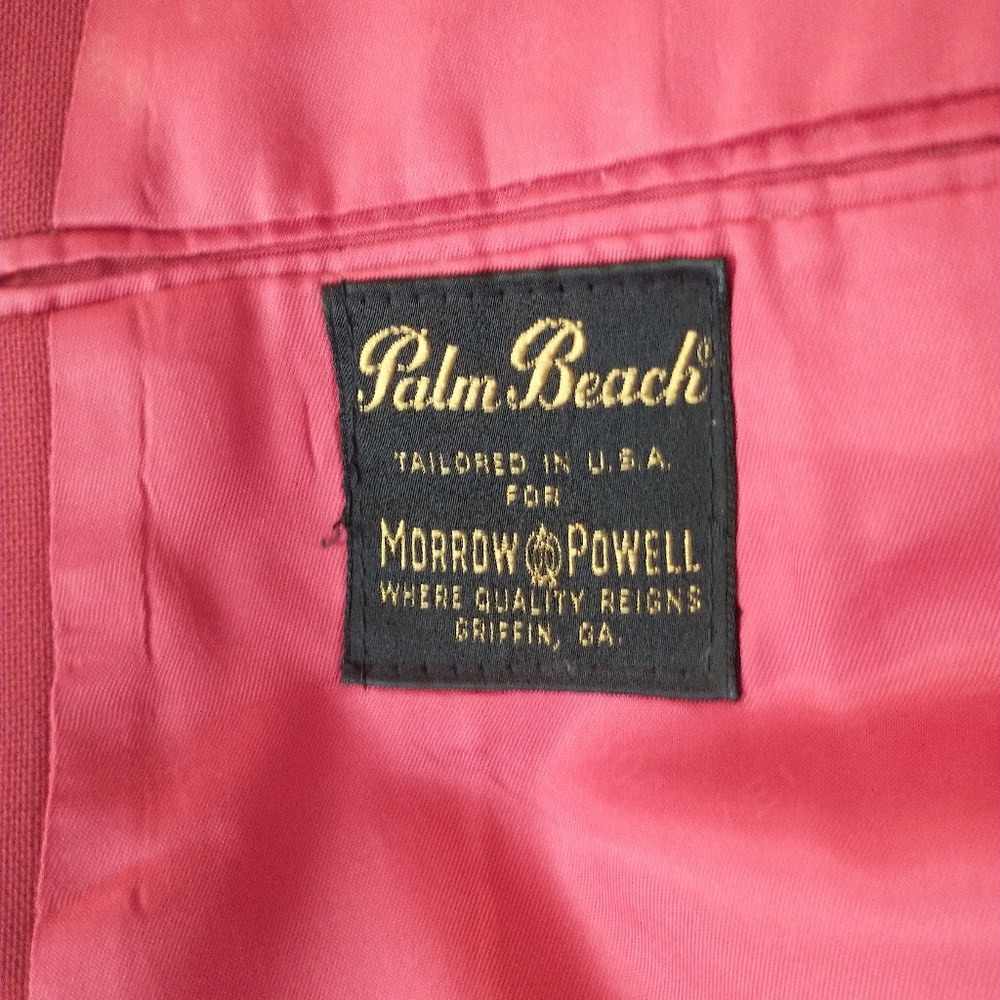 Palm Beach®
TAILORED IN U.S.A.
FOR
MORROW POWELL
WHERE QUALITY REIGNS
GRIFFIN, GA.